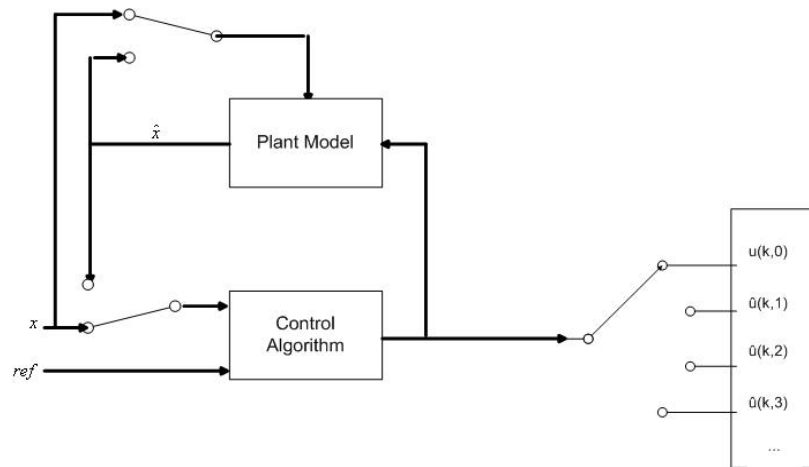 x̂
Plant Model
u(k,0)
û(k,1)
x
Control
Algorithm
û(k,2)
ref
û(k,3)
...